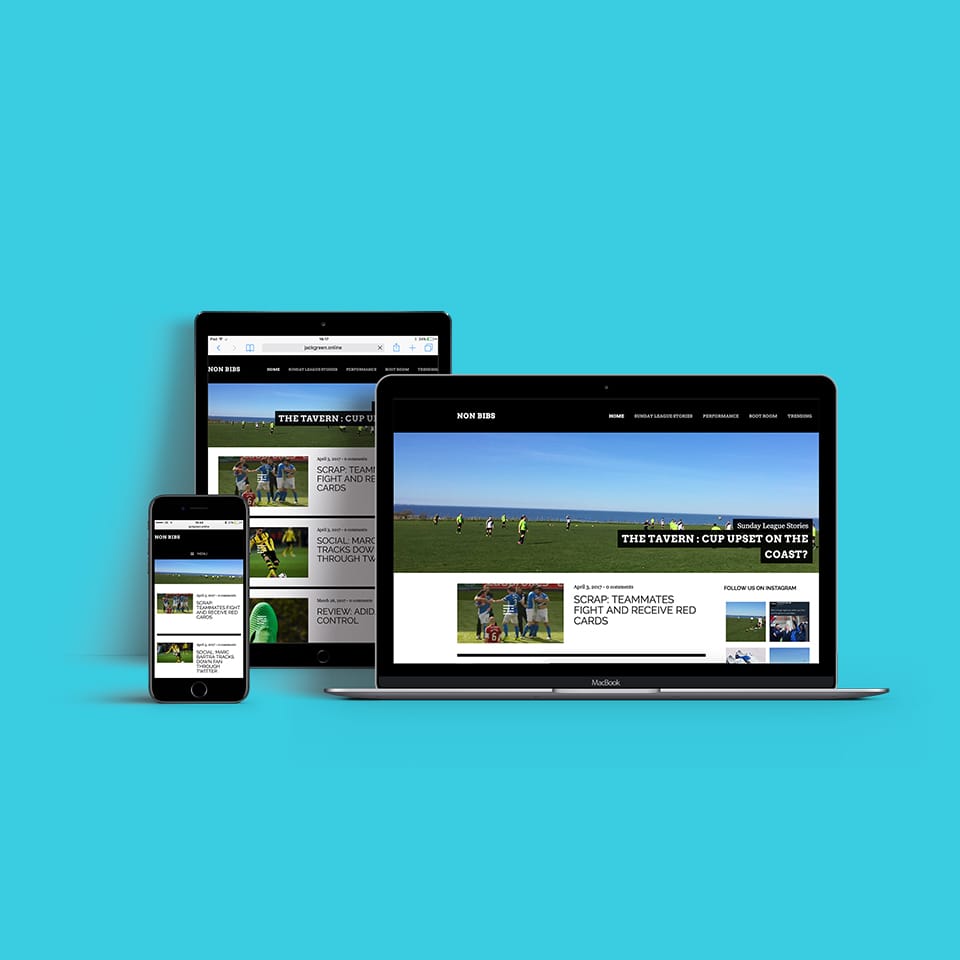 iPad
16:17
34%
jackgreen.online
NON BIBS
HOME SUNDAY LEAGUE STORIES PERFORMANCE BOOT ROOM TRENDING
THE TAVERN : CUP U
April 3, 2017 - 0 comments
SCRAP: TEAMM
FIGHT AND RE
CARDS
April 3, 2017 - 0 comments
SOCIAL: MARC
TRACKS DOW
THROUGH TW
March 26, 2017 - 0 comments
REVIEW: ADID
CONTROL
jackgreen.online
NON BIBS
MENU
April 3, 2017 - 0 comments
SCRAP:
TEAMMATES FIGHT
AND RECEIVE RED
CARDS
April 3, 2017 - 0 comments
SOCIAL: MARC
BARTRA TRACKS
DOWN FAN
THROUGH
TWITTER
NON BIBS
HOME SUNDAY LEAGUE STORIES PERFORMANCE BOOT ROOM TRENDING
Sunday League Stories
THE TAVERN : CUP UPSET ON THE
COAST?
April 3, 2017 - 0 comments
SCRAP: TEAMMATES
FIGHT AND RECEIVE RED
CARDS
6
FOLLOW US ON INSTAGRAM
MacBook